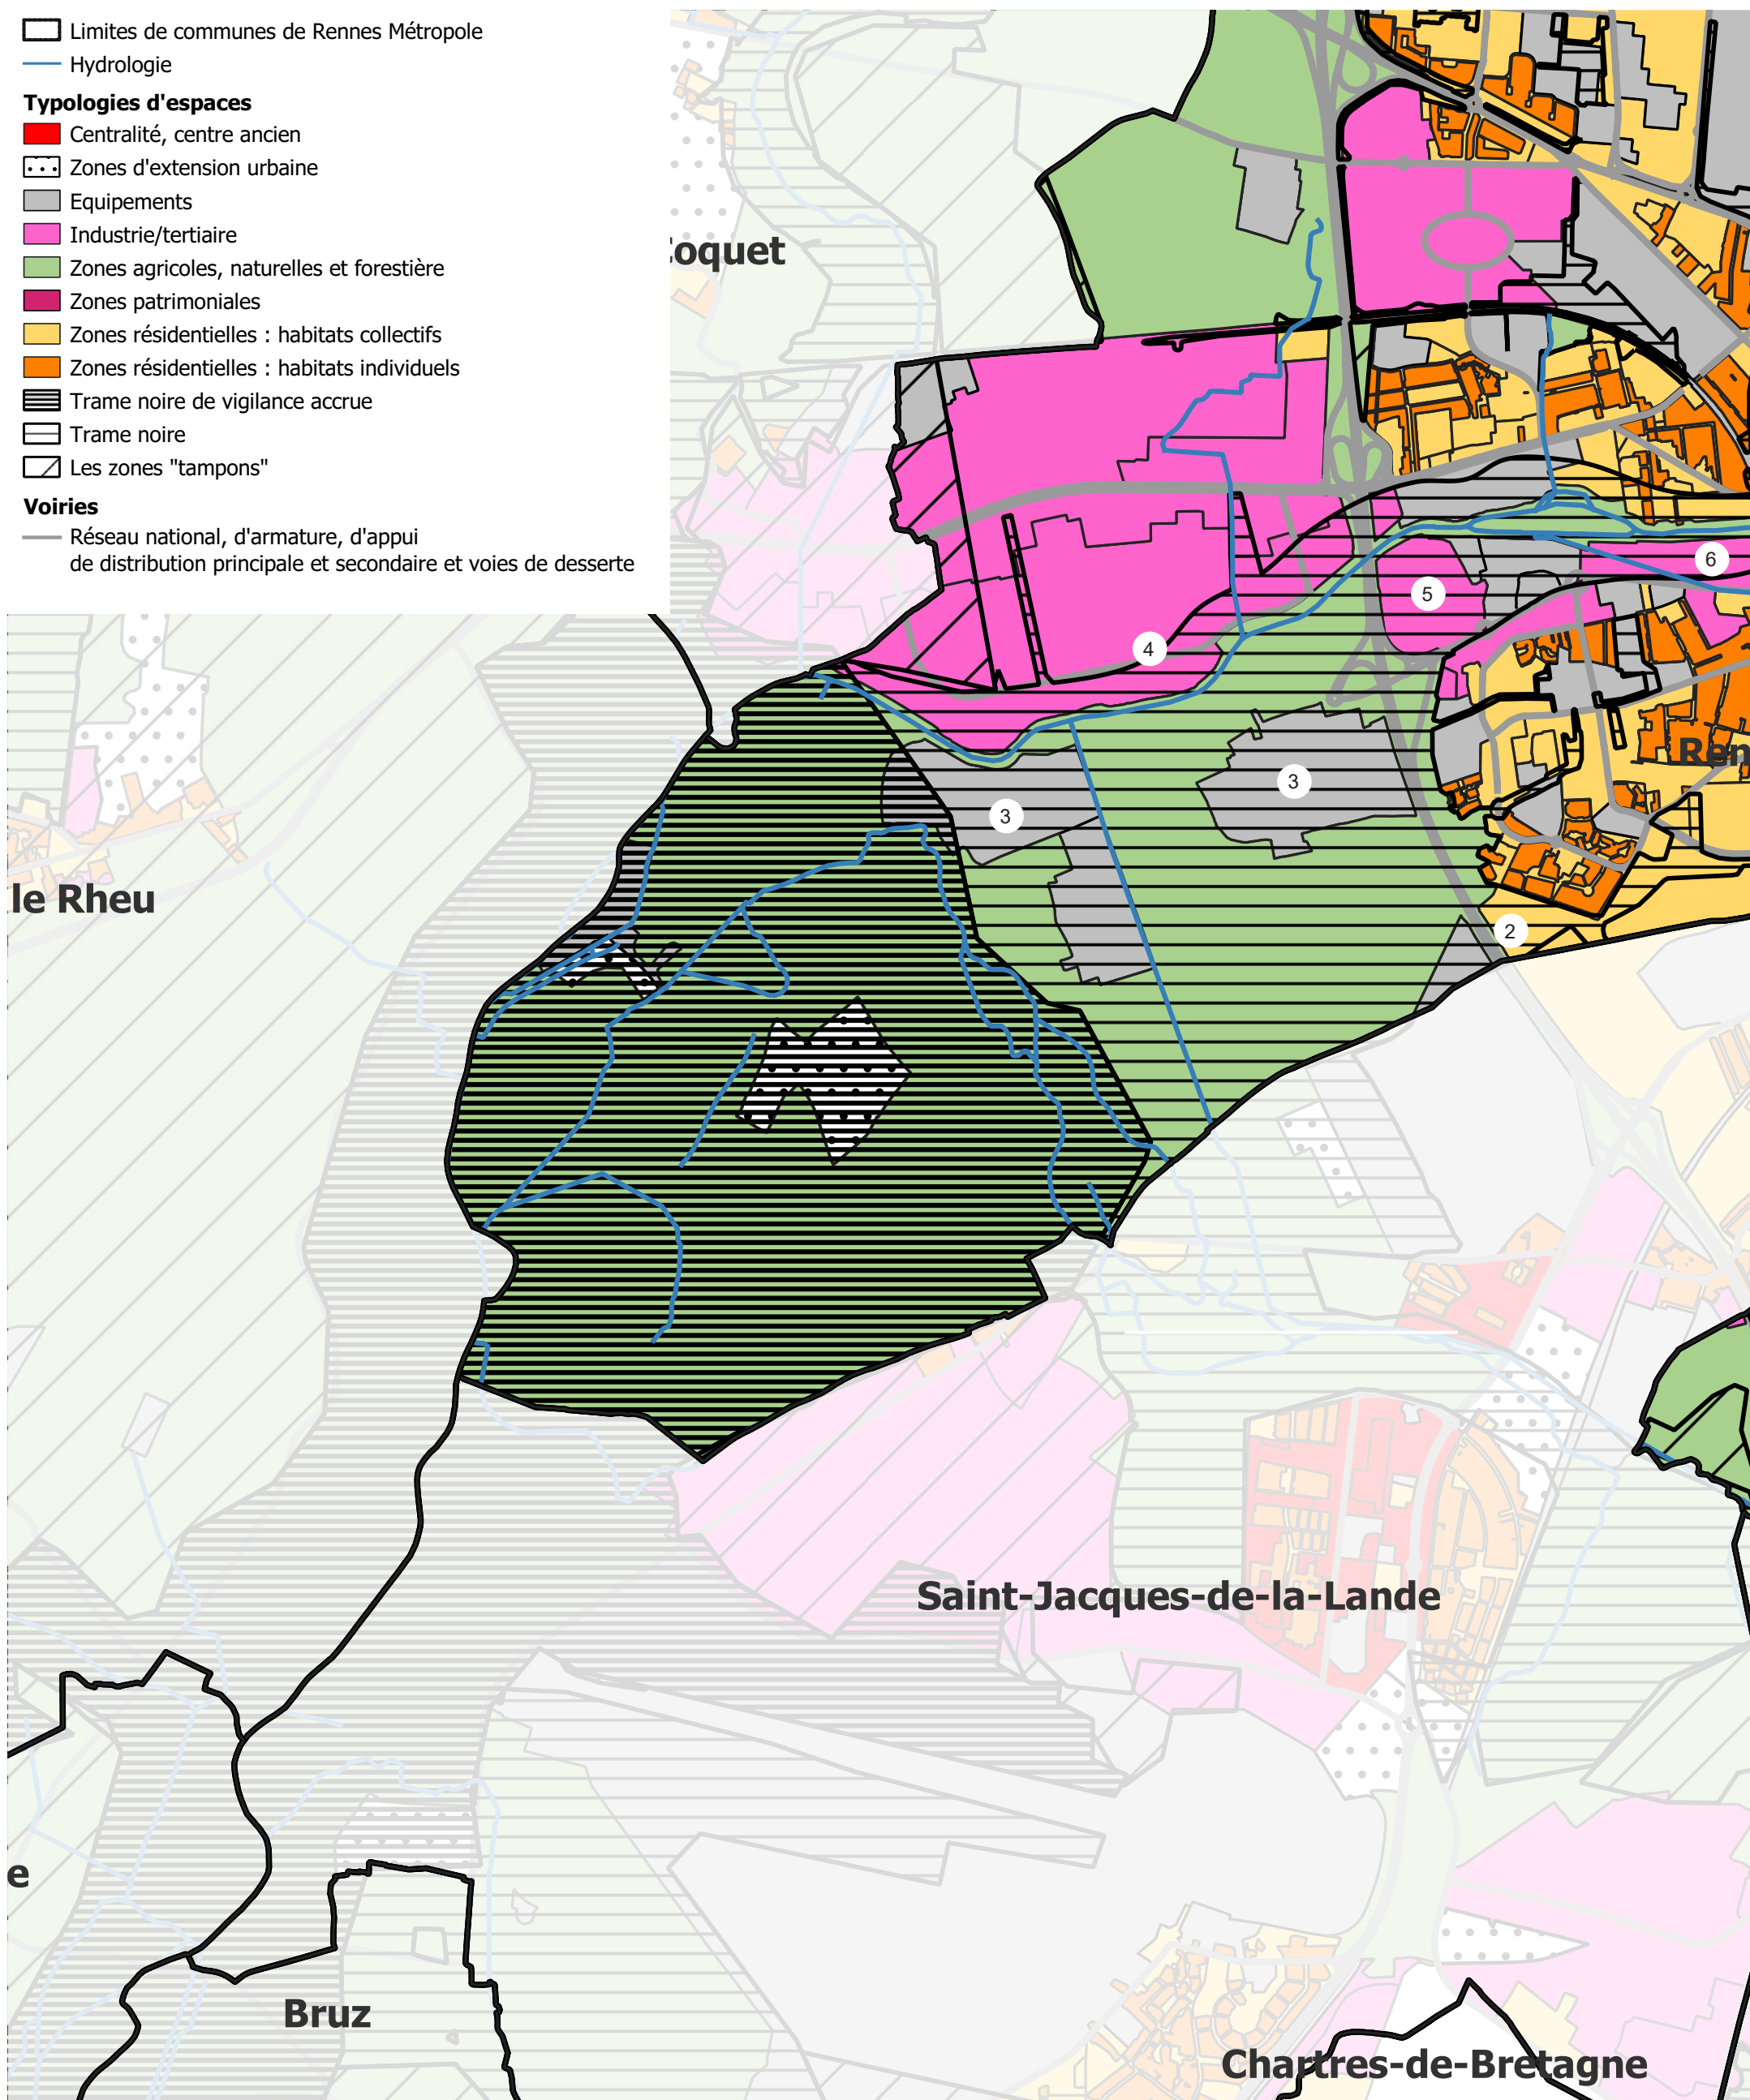 Limites de communes de Rennes Métropole
Hydrologie
Typologies d'espaces
Centralité, centre ancien
Zones d'extension urbaine
Equipements
Industrie/tertiaire
Zones agricoles, naturelles et forestière
Zones patrimoniales
Zones résidentielles : habitats collectifs
Zones résidentielles : habitats individuels
Trame noire de vigilance accrue
Trame noire
Les zones "tampons"
Voiries
Réseau national, d'armature, d'appui
de distribution principale et secondaire et voies de desserte
oquet
6
5
4
Ren
3
3
le Rheu
2
Saint-Jacques-de-la-Lande
e
Bruz
Chartres-de-Bretagne